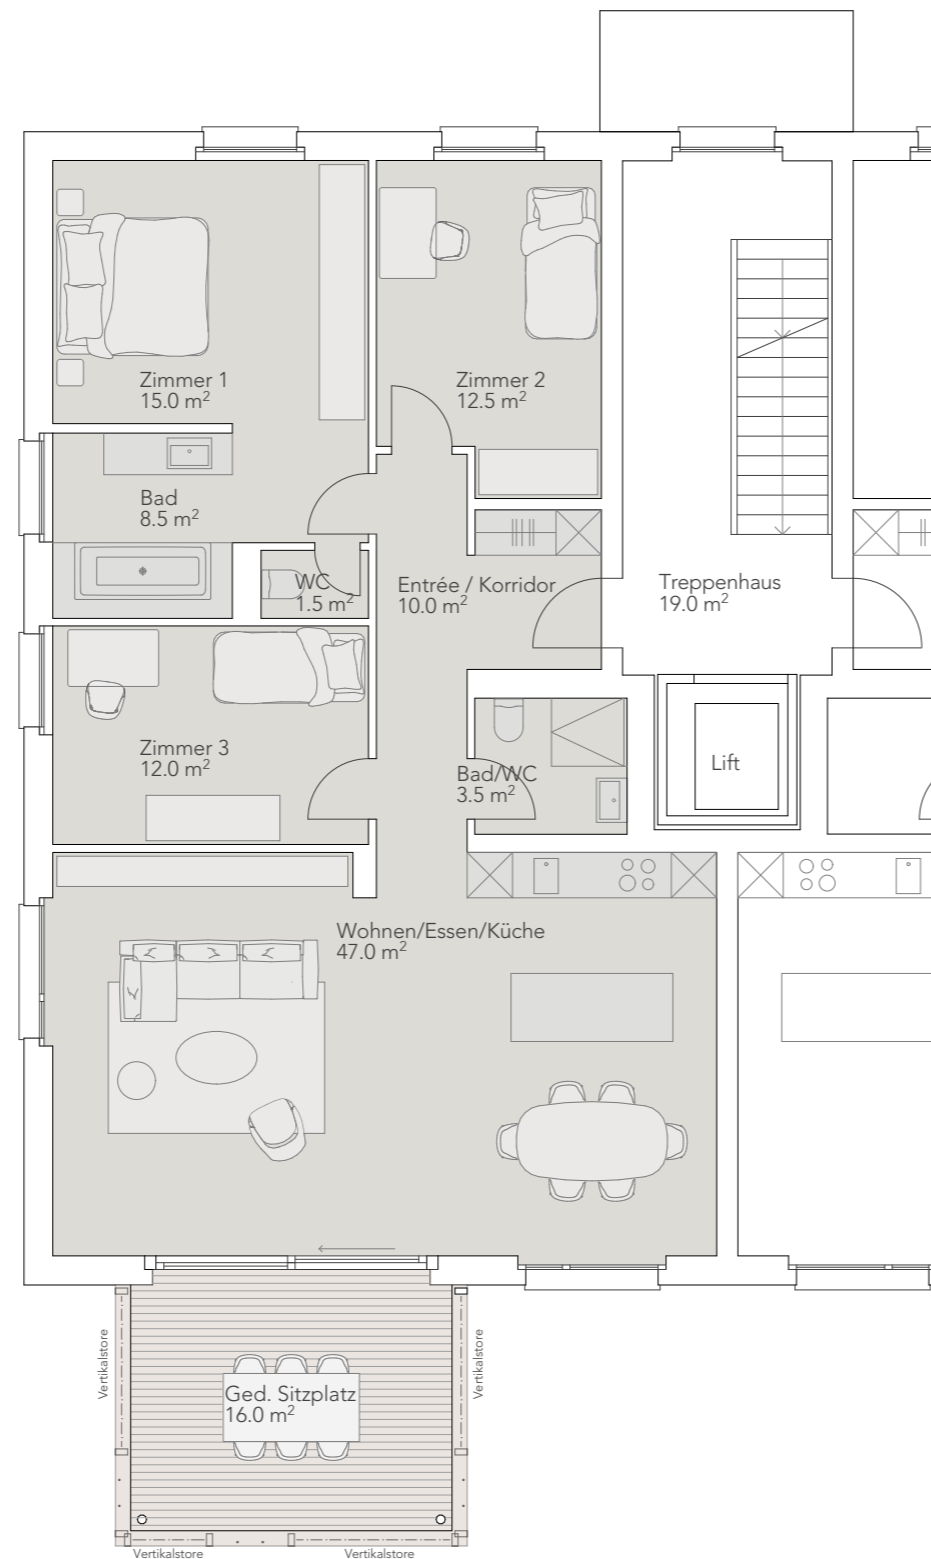 Zimmer 1
15.0 m²
Zimmer 2
12.5 m²
Bad
8.5 m²
WC
1.5 m²
Entrée / Korridor
10.0 m²
Treppenhaus
19.0 m²
Zimmer 3
12.0 m²
Bad/WC
3.5 m²
Lift
Wohnen/Essen/Küche
47.0 m²
Vertikalstore
Vertikalstore
Ged. Sitzplatz
16.0 m²
Vertikalstore
Vertikalstore